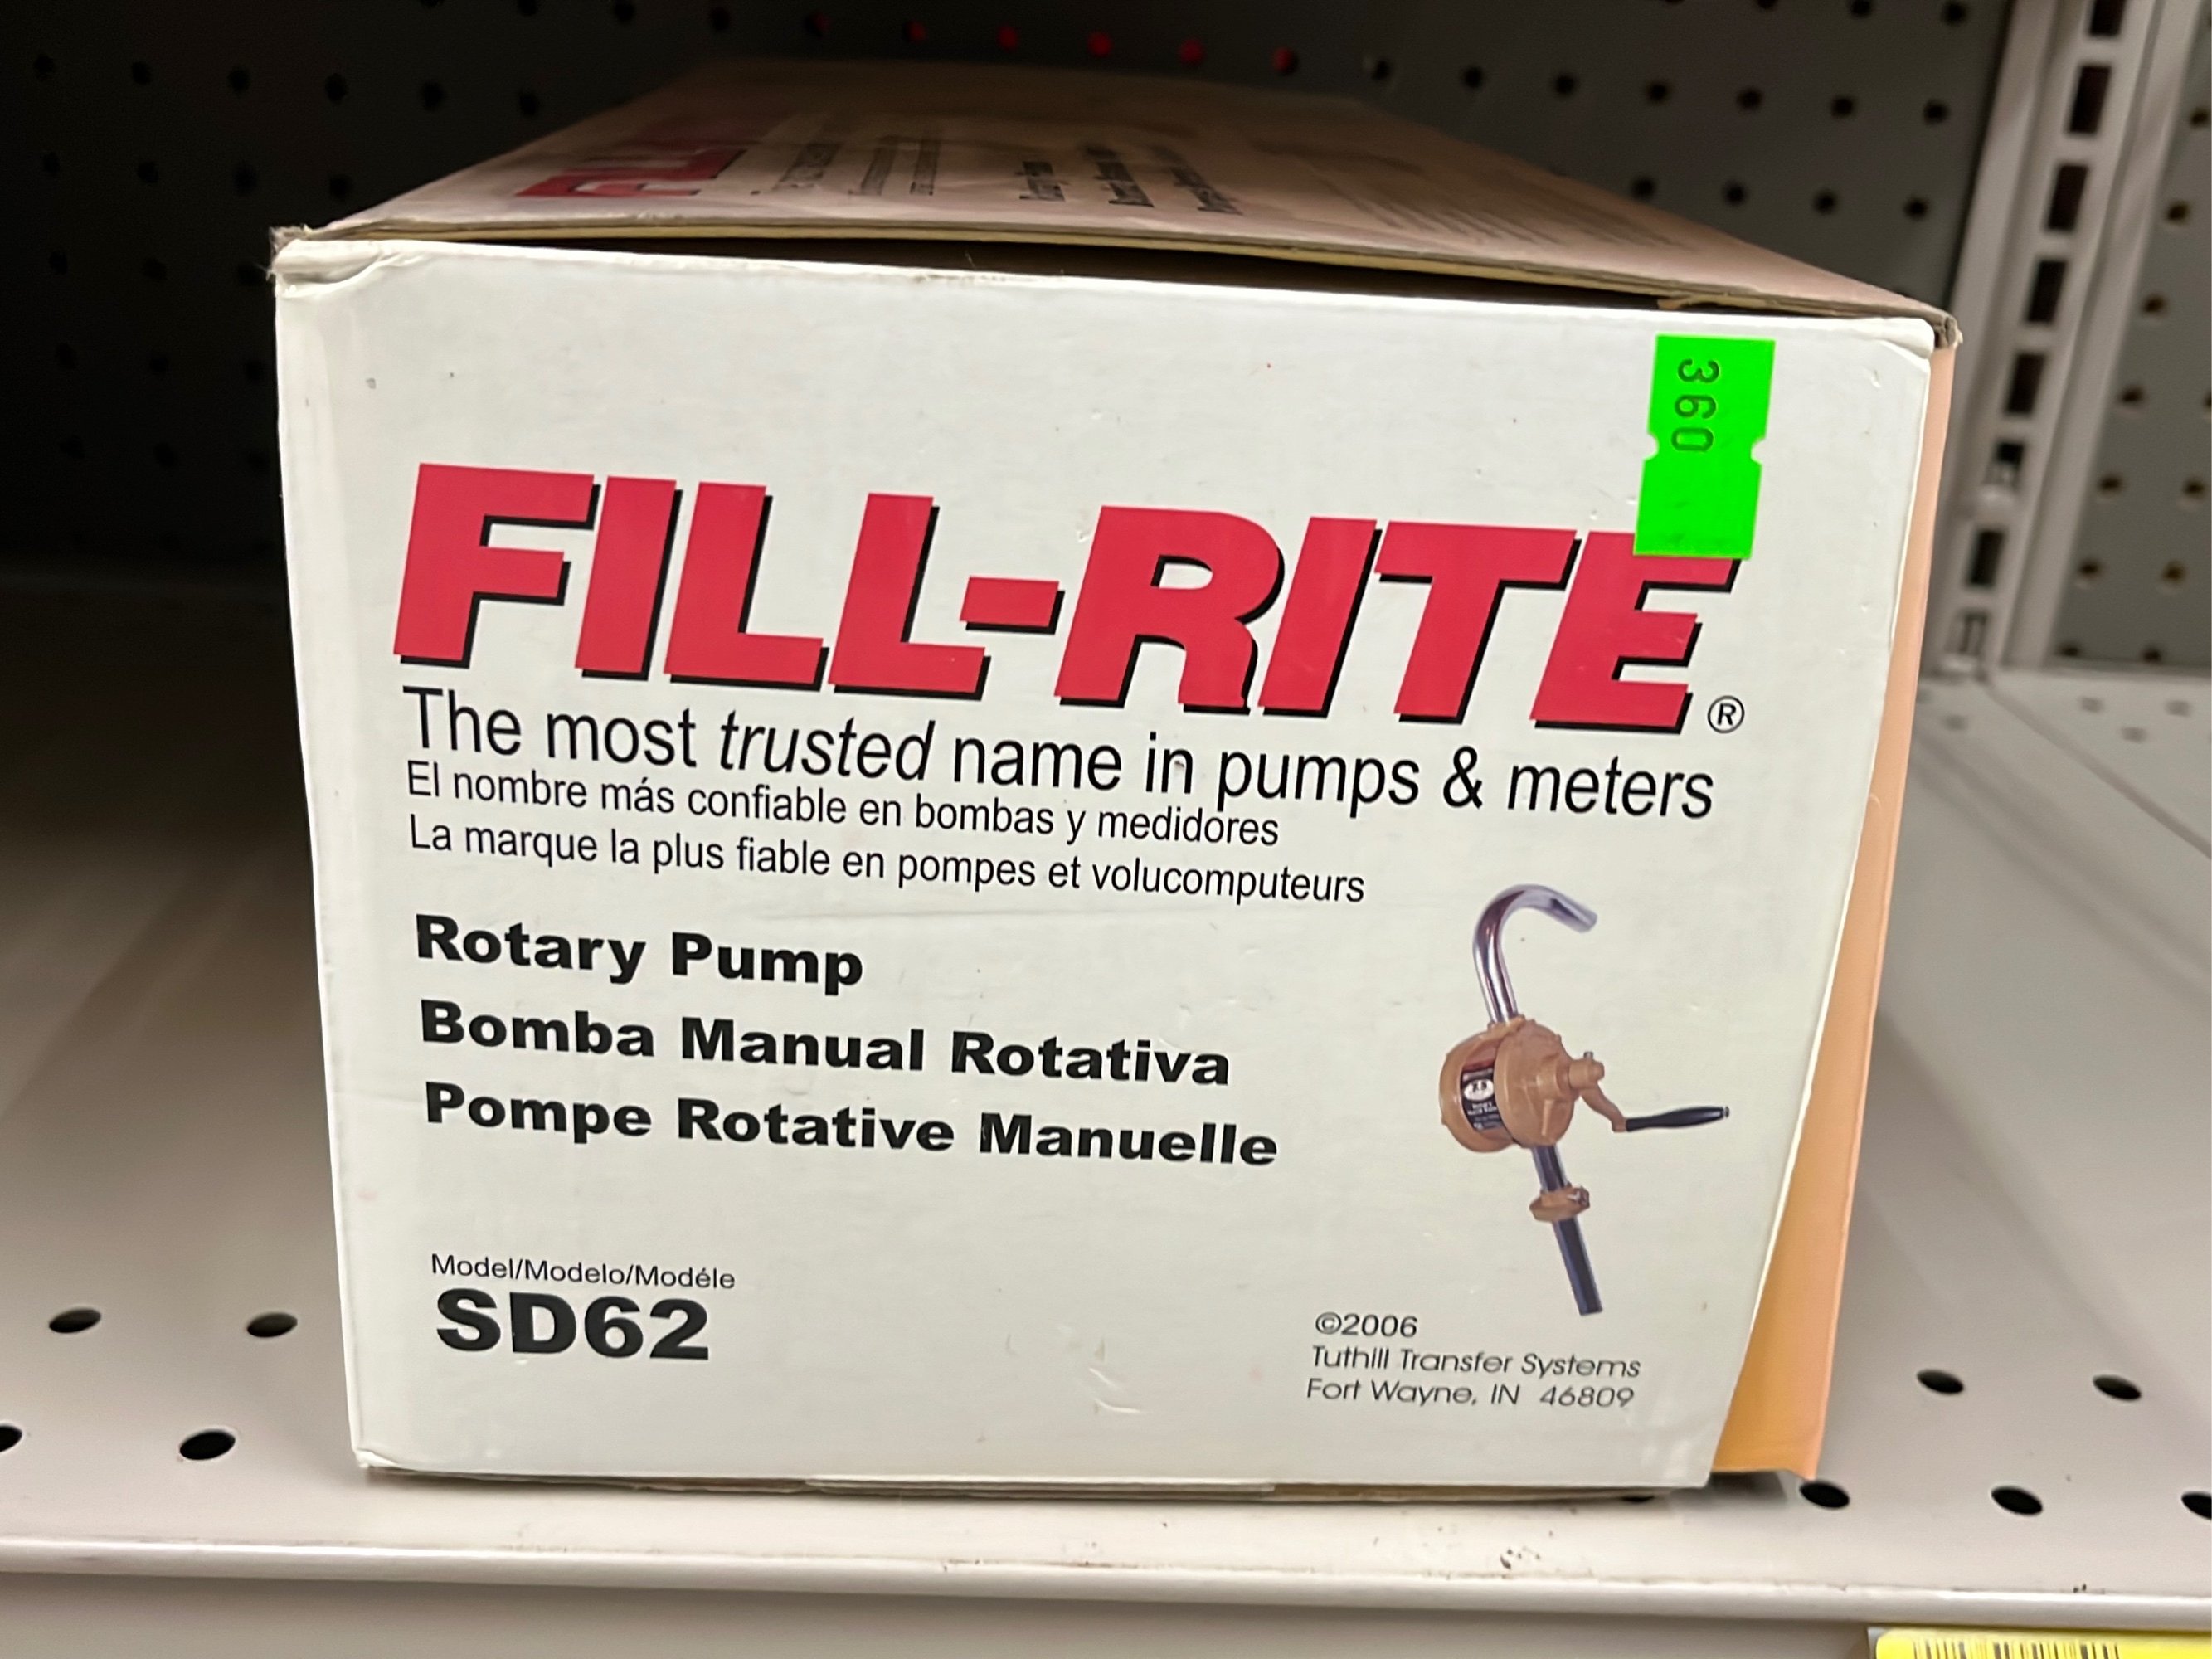 360
FILL-RITE®
The most trusted name in pumps & meters
El nombre más confiable en bombas y medidores
La marque la plus fiable en pompes et volucomputeurs
Rotary Pump
Bomba Manual Rotativa
Pompe Rotative Manuelle
Model/Modelo/Modéle
SD62
©2006
Tuthill Transfer Systems
Fort Wayne, IN 46809